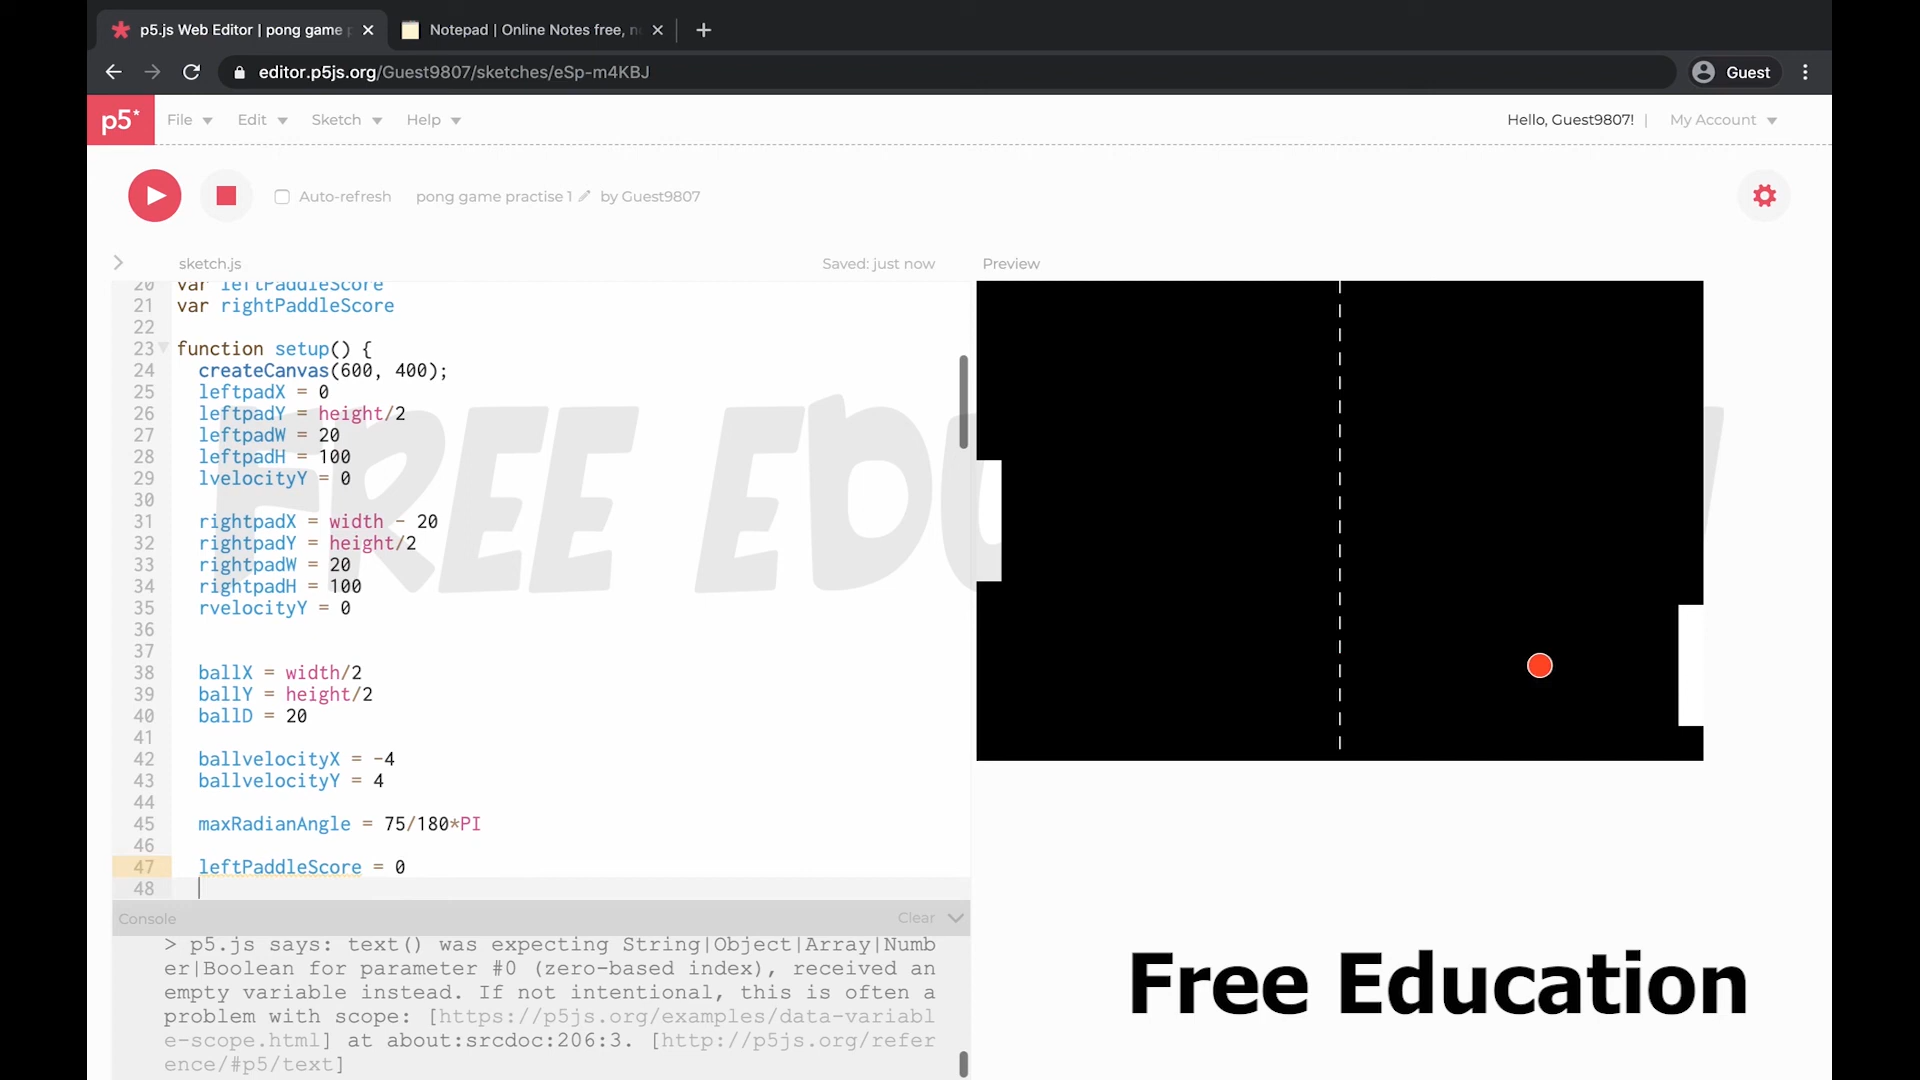 p5.js Web Editor | pong game p
Notepad | Online Notes free, n
editor.p5js.org/Guest9807/sketches/eSp-m4KBJ
Guest
p5*
File
Edit
Sketch
Help
Hello, Guest9807! |
My Account
Auto-refresh
pong game practise 1
by Guest9807
sketch.js
Saved: just now
Preview
20 var leftPaddleScore
21 var rightPaddleScore
22
23 function setup() {
24 createCanvas(600, 400);
25 leftpadX = 0
26 leftpadY = height/2
27 leftpadW = 20
28 leftpadH = 100
29 lvelocityY = 0
30
31 rightpadX = width - 20
32 rightpadY = height/2
33 rightpadW = 20
34 rightpadH = 100
35 rvelocityY = 0
36
37
38 ballX = width/2
39 ballY = height/2
40 ballD = 20
41
42 ballvelocityX = -4
43 ballvelocityY = 4
44
45 maxRadianAngle = 75/180*PI
46
47 leftPaddleScore = 0
48
FREE EDU
Console
Clear
> p5.js says: text() was expecting String|Object|Array|Numb
er|Boolean for parameter #0 (zero-based index), received an
empty variable instead. If not intentional, this is often a
problem with scope: [https://p5js.org/examples/data-variabl
e-scope.html] at about:srcdoc:206:3. [http://p5js.org/refer
ence/#p5/text]
Free Education